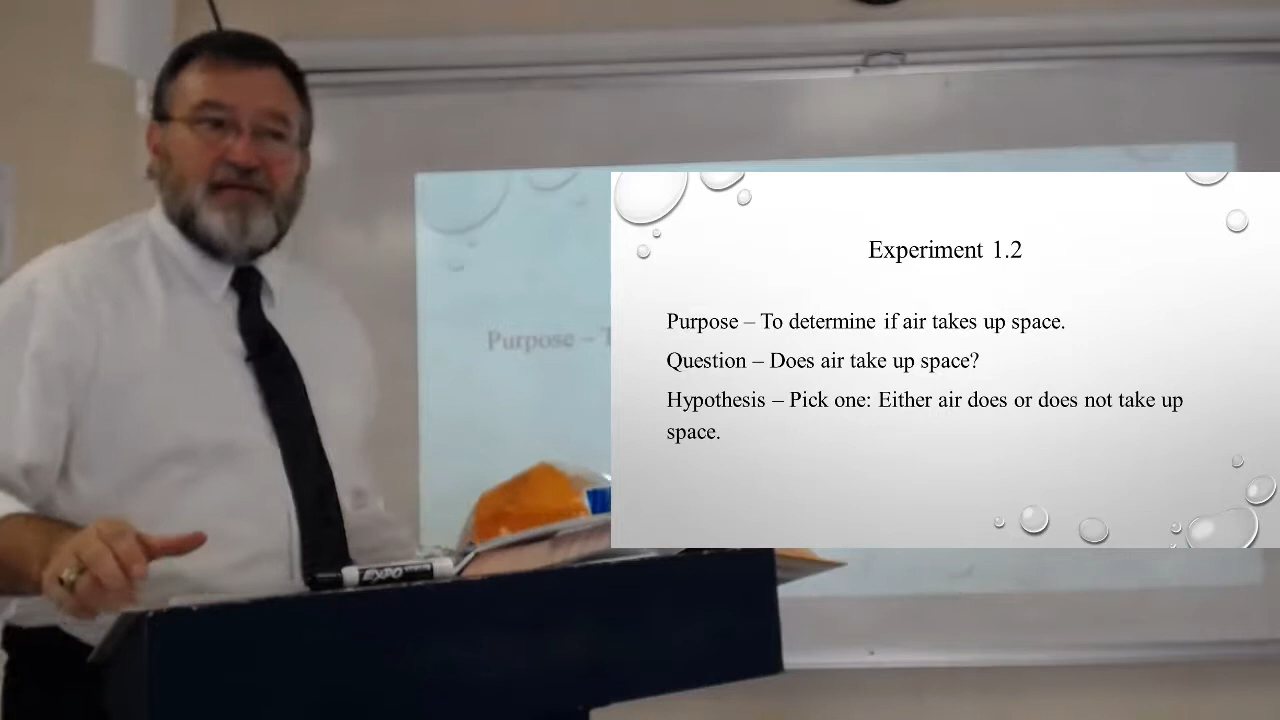 Experiment 1.2
Purpose – To determine if air takes up space.
Question – Does air take up space?
Hypothesis – Pick one: Either air does or does not take up
space.
Purpose – T
EXPO